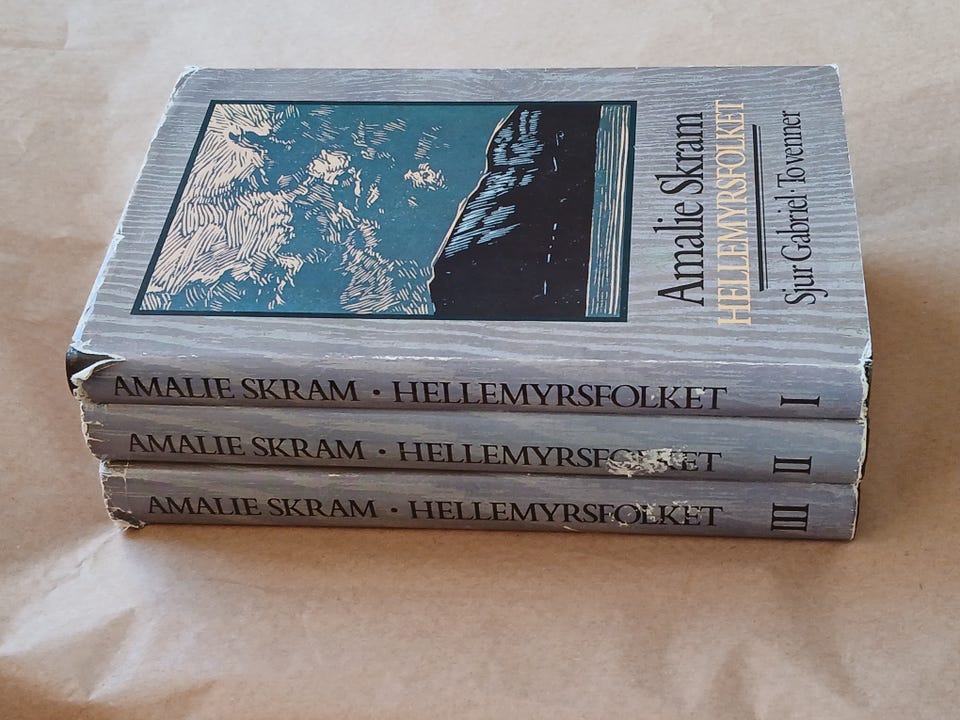 Amalie Skram
HELLEMYRSFOLKET
Sjur Gabriel · To venner
AMALIE SKRAM · HELLEMYRSFOLKET I
AMALIE SKRAM · HELLEMYRSFOLKET II
AMALIE SKRAM · HELLEMYRSFOLKET III